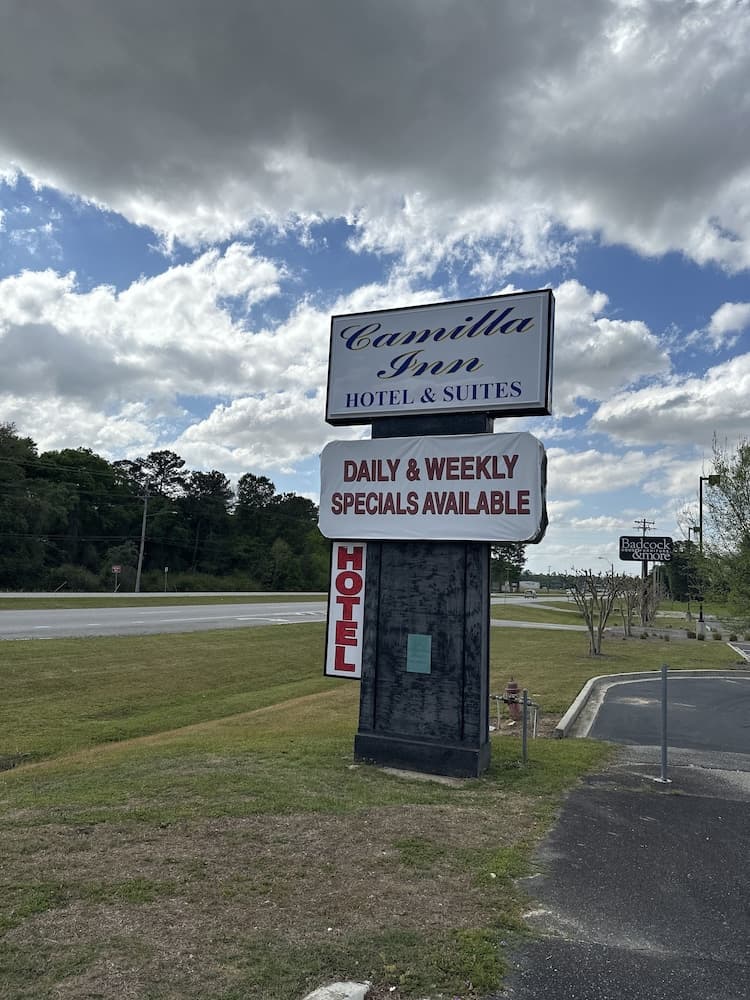 Camilla
Inn
HOTEL & SUITES
DAILY & WEEKLY
SPECIALS AVAILABLE
HOTEL
Badcock
&more